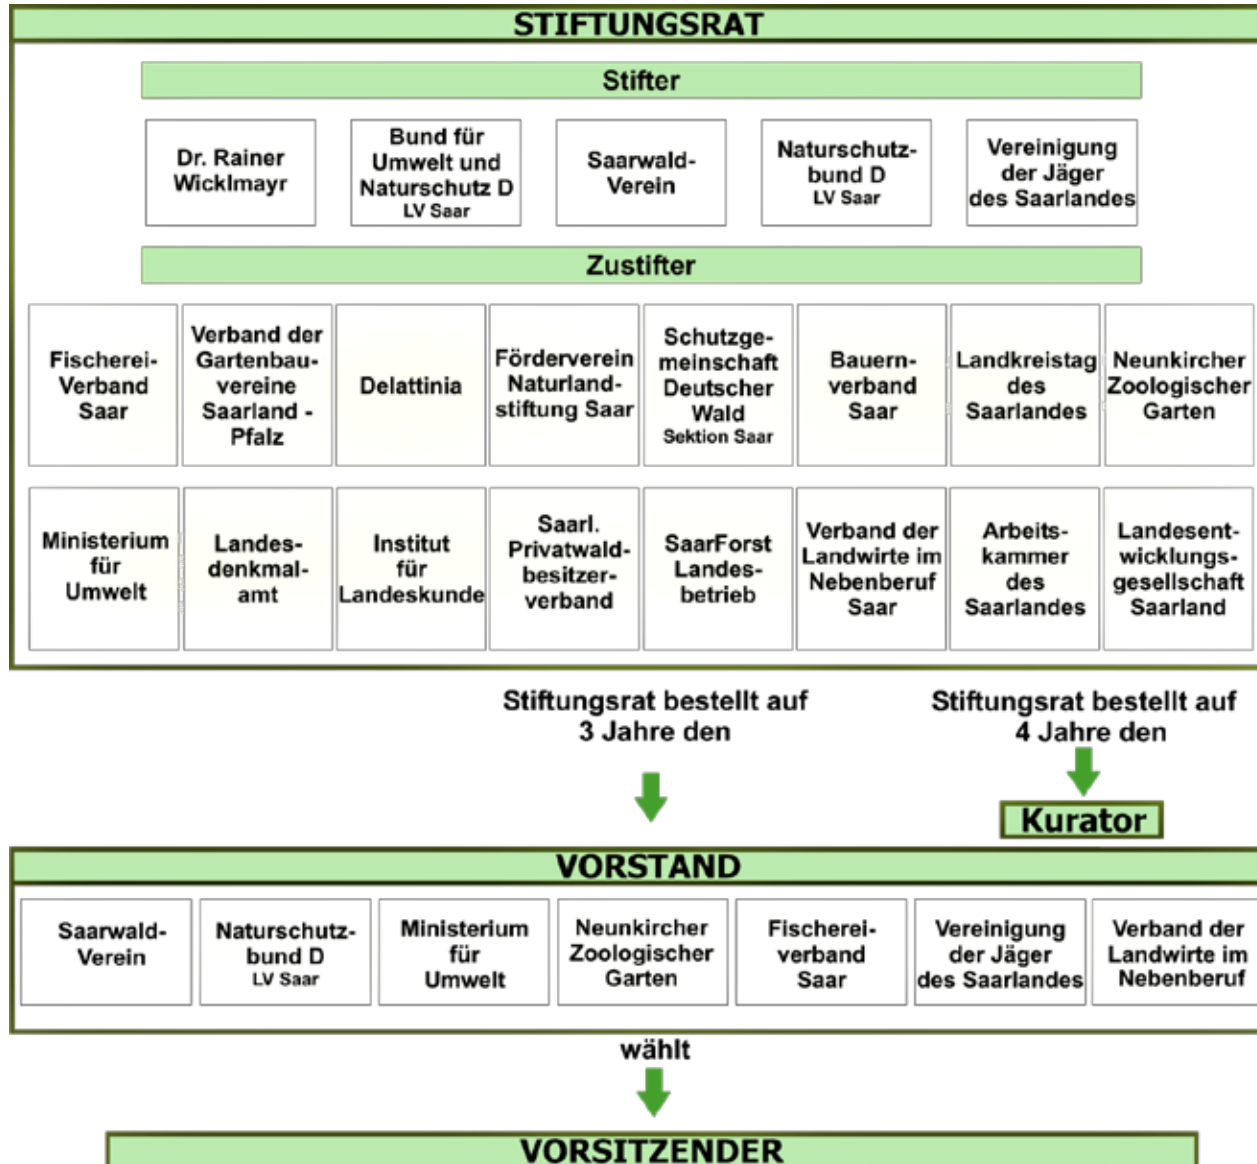 STIFTUNGSRAT
Stifter
Dr. Rainer
Wicklmayr
Bund für
Umwelt und
Naturschutz D
LV Saar
Saarwald-
Verein
Naturschutz-
bund D
LV Saar
Vereinigung
der Jäger
des Saarlandes
Zustifter
Fischerei-
Verband
Saar
Verband der
Gartenbau-
vereine
Saarland -
Pfalz
Delattinia
Förderverein
Naturland-
stiftung Saar
Schutzge-
meinschaft
Deutscher
Wald
Sektion Saar
Bauern-
verband
Saar
Landkreistag
des
Saarlandes
Neunkircher
Zoologischer
Garten
Ministerium
für
Umwelt
Landes-
denkmal-
amt
Institut
für
Landeskunde
Saarl.
Privatwald-
besitzer-
verband
SaarForst
Landes-
betrieb
Verband der
Landwirte im
Nebenberuf
Saar
Arbeits-
kammer
des
Saarlandes
Landesent-
wicklungs-
gesellschaft
Saarland
Stiftungsrat bestellt auf
3 Jahre den
Stiftungsrat bestellt auf
4 Jahre den
Kurator
VORSTAND
Saarwald-
Verein
Naturschutz-
bund D
LV Saar
Ministerium
für
Umwelt
Neunkircher
Zoologischer
Garten
Fischerei-
verband
Saar
Vereinigung
der Jäger
des Saarlandes
Verband der
Landwirte im
Nebenberuf
wählt
VORSITZENDER